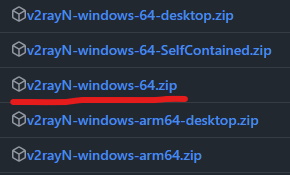 v2rayN-windows-64-desktop.zip
v2rayN-windows-64-SelfContained.zip
v2rayN-windows-64.zip
v2rayN-windows-arm64-desktop.zip
v2rayN-windows-arm64.zip